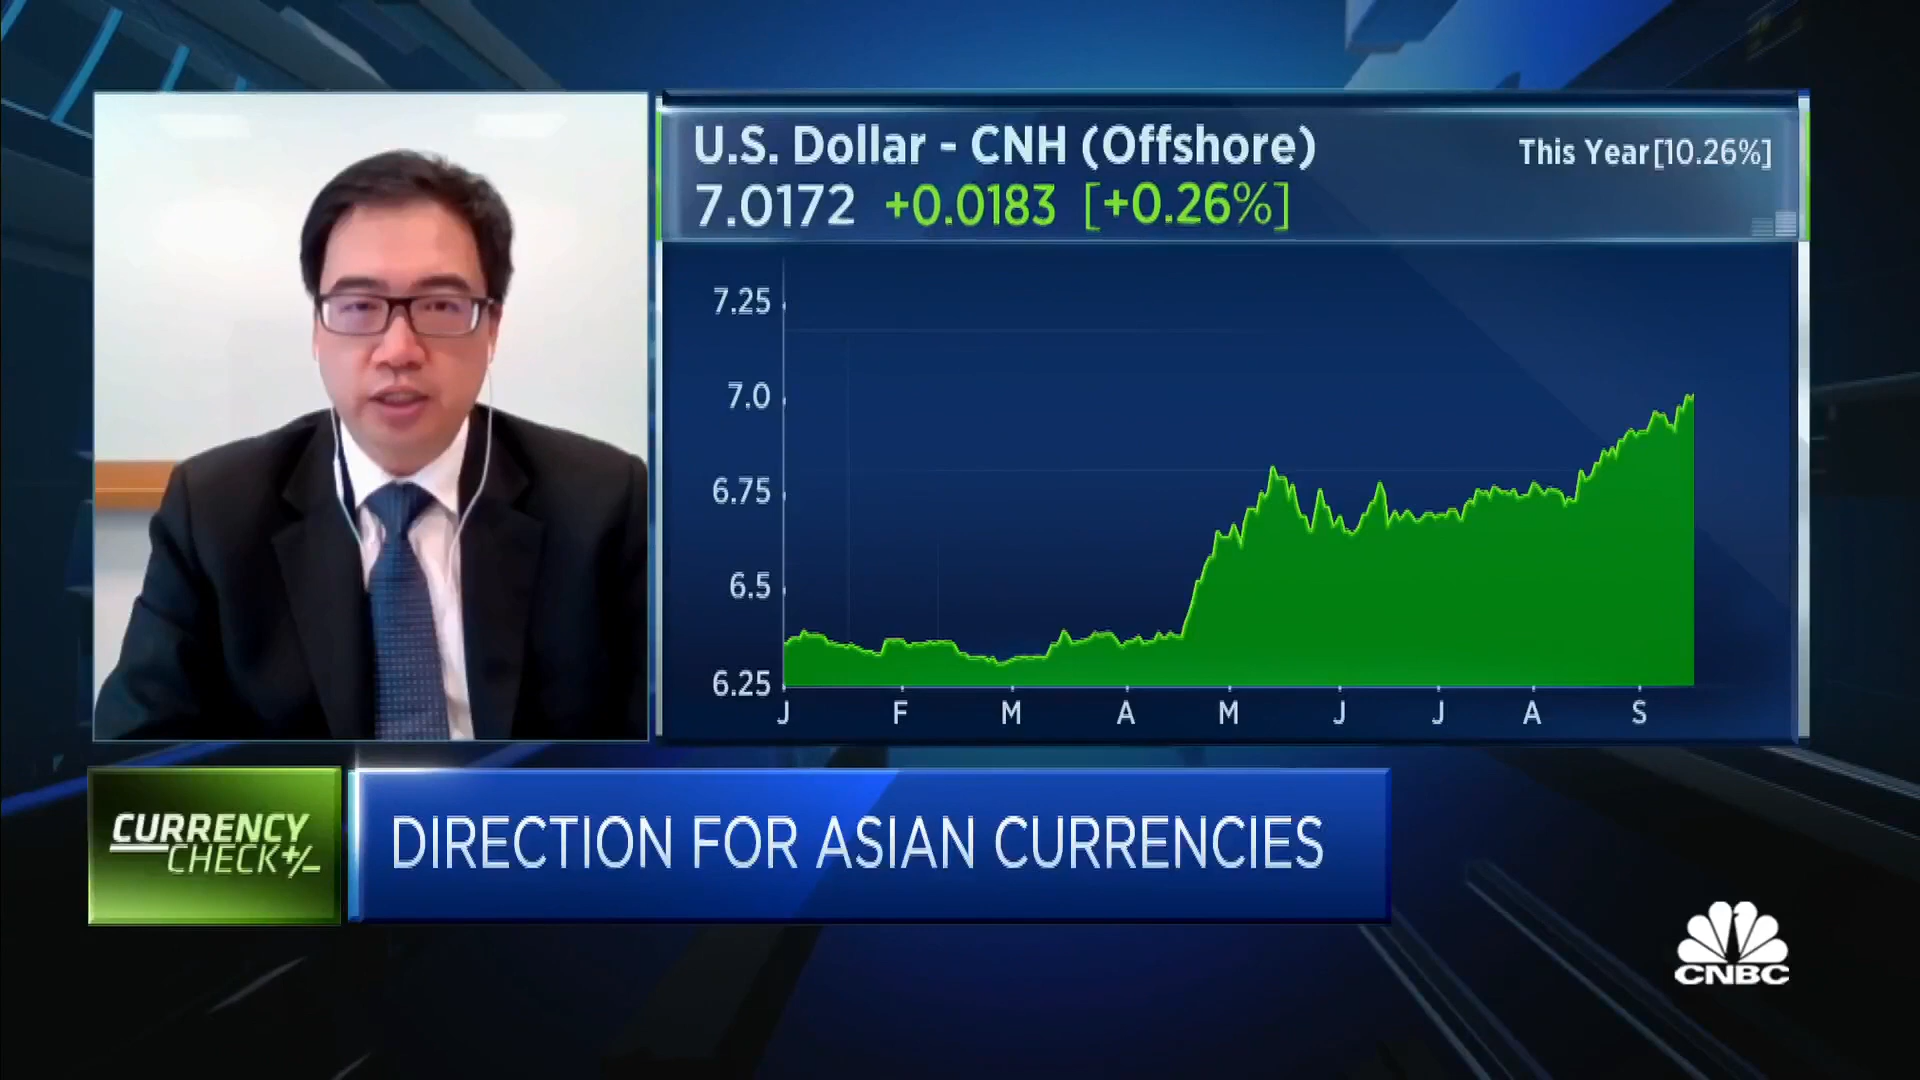 U.S. Dollar - CNH (Offshore)
This Year[10.26%]
7.0172 +0.0183 [+0.26%]
7.25
7.0
6.75
6.5
6.25
J F M A M J J A S
CURRENCY
CHECK+/-
DIRECTION FOR ASIAN CURRENCIES
CNBC